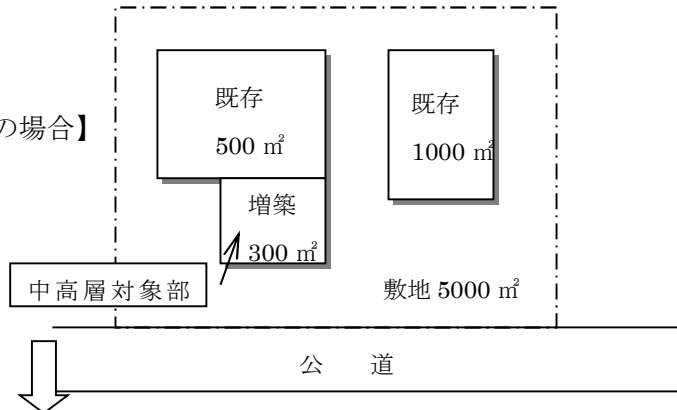 の場合】
既存
500 ㎡
既存
1000 ㎡
増築
300 ㎡
中高層対象部
敷地 5000 ㎡
公　道